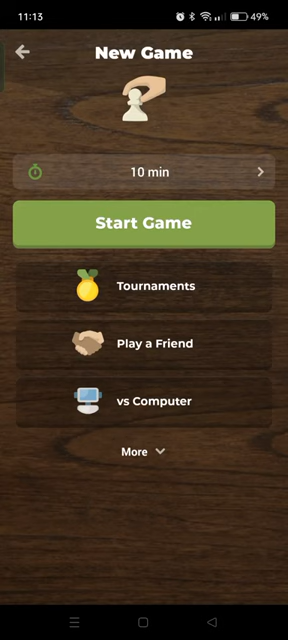 11:13
49%
New Game
10 min
Start Game
Tournaments
Play a Friend
vs Computer
More